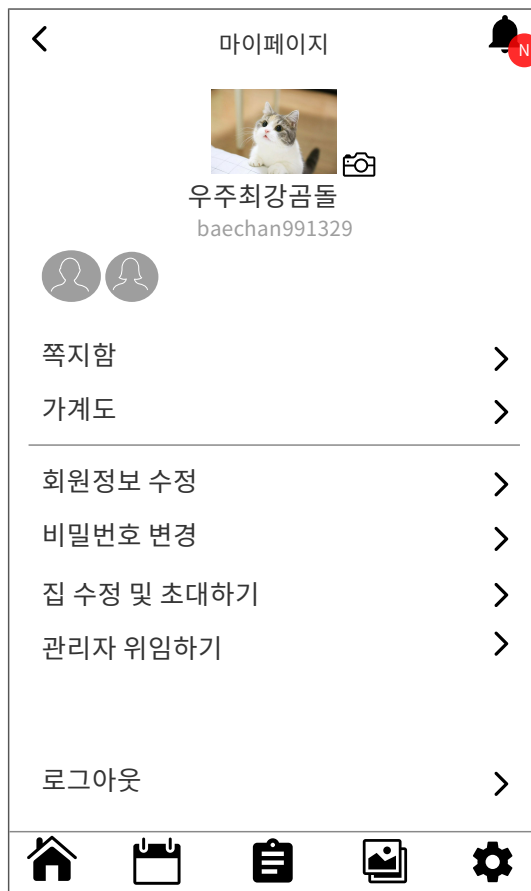 마이페이지
N
우주최강곰돌
baechan991329
쪽지함
가계도
회원정보 수정
비밀번호 변경
집 수정 및 초대하기
관리자 위임하기
로그아웃